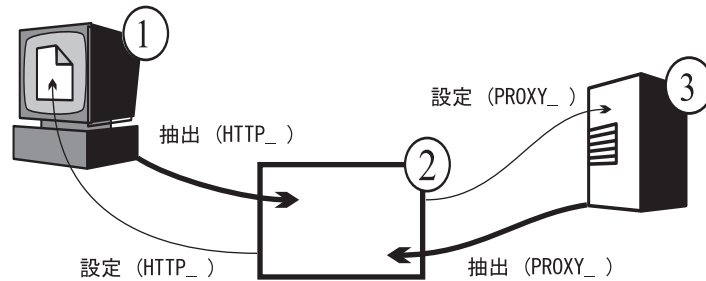 1
3
設定 (PROXY_ )
抽出 (HTTP_ )
2
設定 (HTTP_ )
抽出 (PROXY_ )